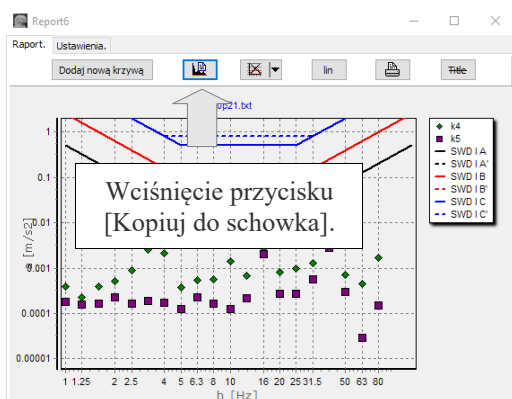 Report6
Raport. Ustawienia.
Dodaj nową krzywą lin Title
op21.txt
k4
k5
SWD I A
SWD I A'
SWD I B
SWD I B'
SWD I C
SWD I C'
Wciśnięcie przycisku
[Kopiuj do schowka].
1
0.1
0.01
0.001
0.0001
0.00001
a [m/s2]
1 1.25 2 2.5 4 5 6.3 8 10 16 20 25 31.5 50 63 80
h [Hz]